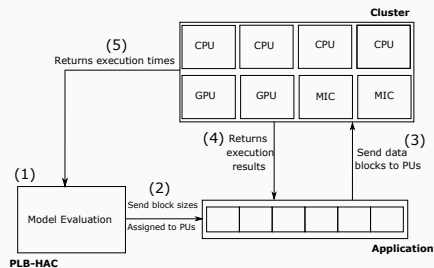 Cluster
(5)
Returns execution times
CPU
CPU
CPU
CPU
GPU
GPU
MIC
MIC
(4)
Returns
execution
results
(3)
Send data
blocks to PUs
(1)
Model Evaluation
(2)
Send block sizes
Assigned to PUs
PLB-HAC
Application